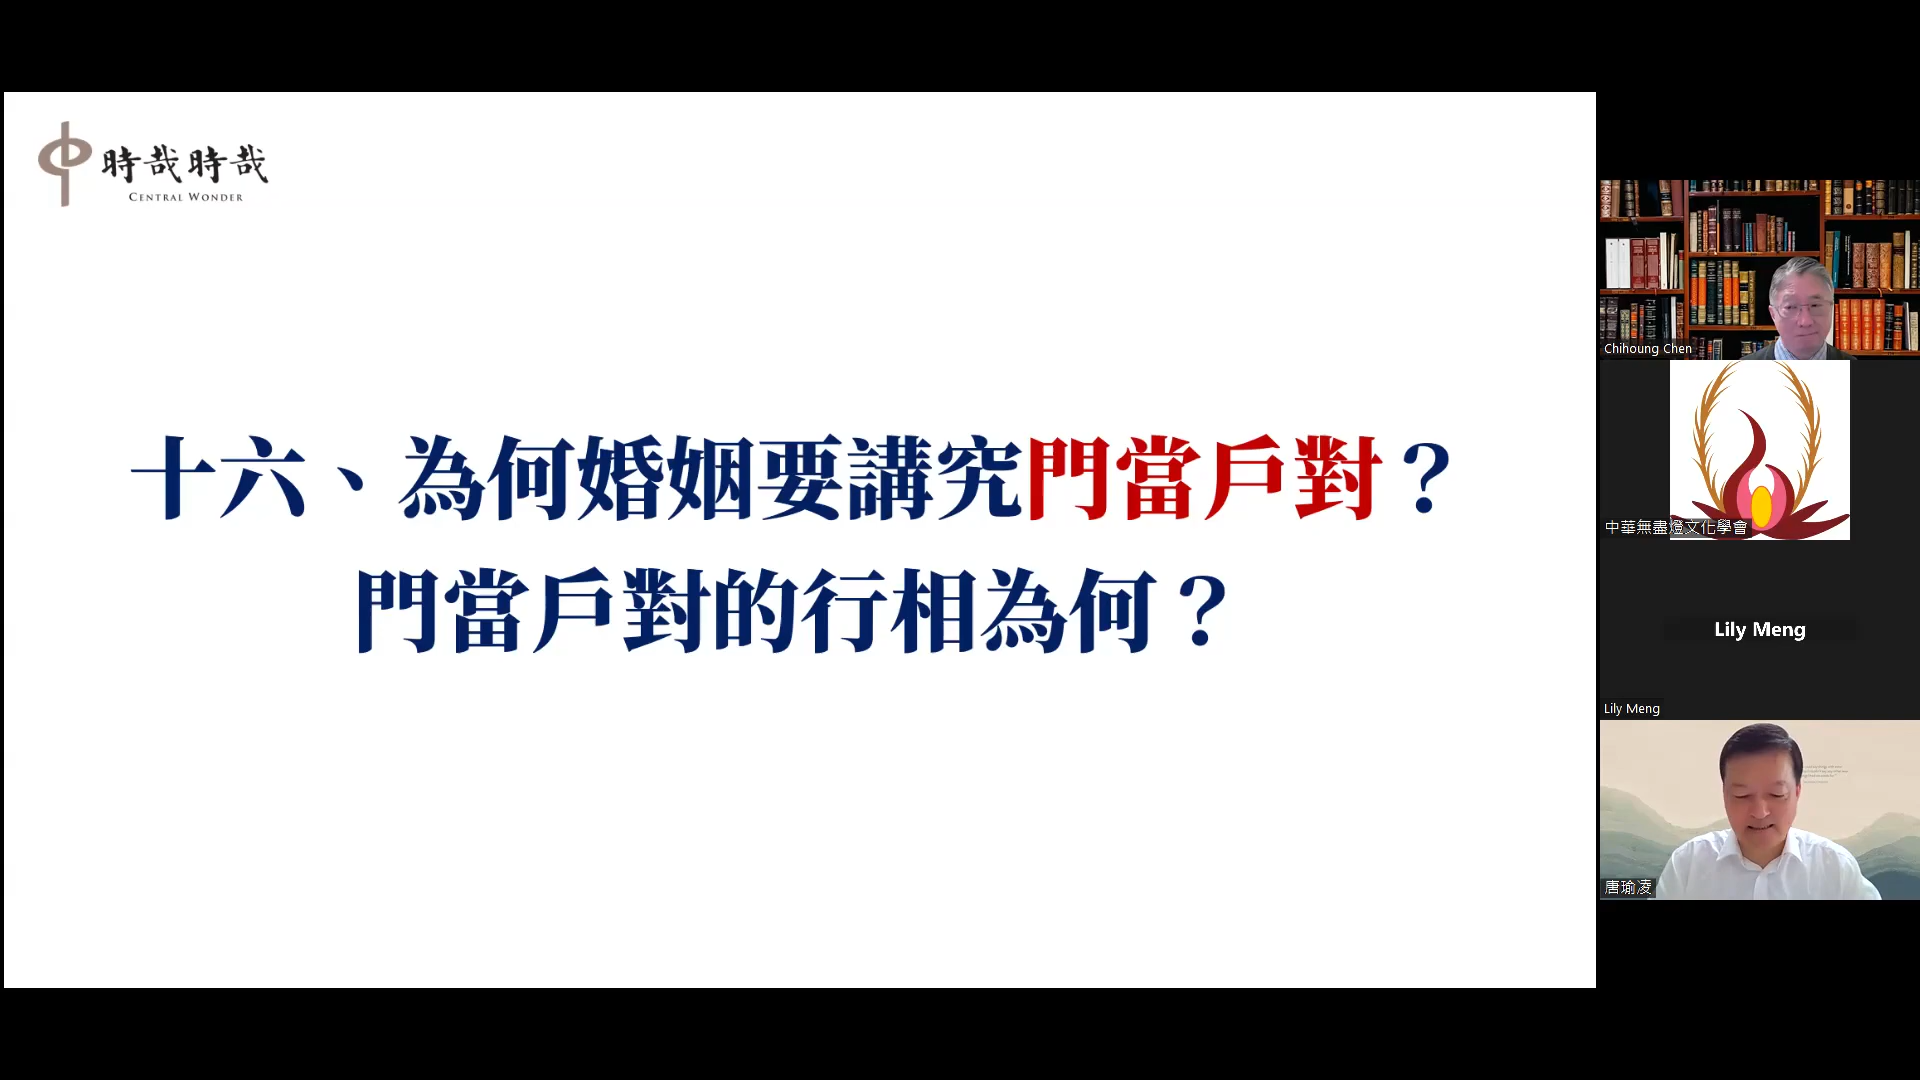 時哉時哉
CENTRAL WONDER
十六、為何婚姻要講究門當戶對？
門當戶對的行相為何？
Chihoung Chen
中華無盡燈文化學會
Lily Meng
Lily Meng
唐瑜凌